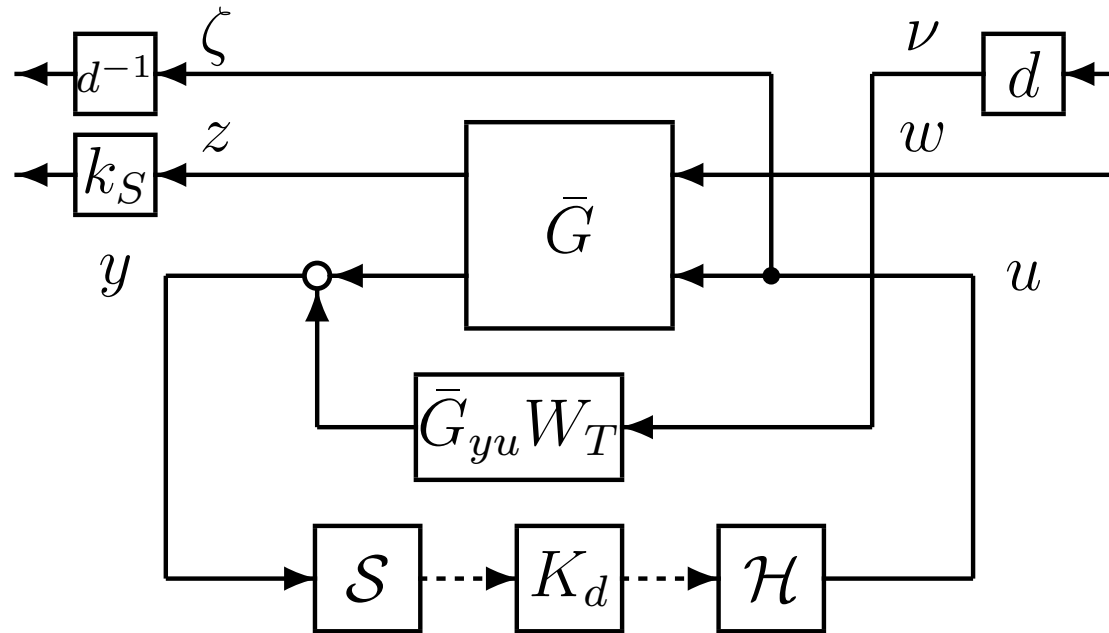 ζ ν
d⁻¹ d
z w
k_S
Ḡ
y u
Ḡ_{yu}W_T
𝒮 K_d ℋ